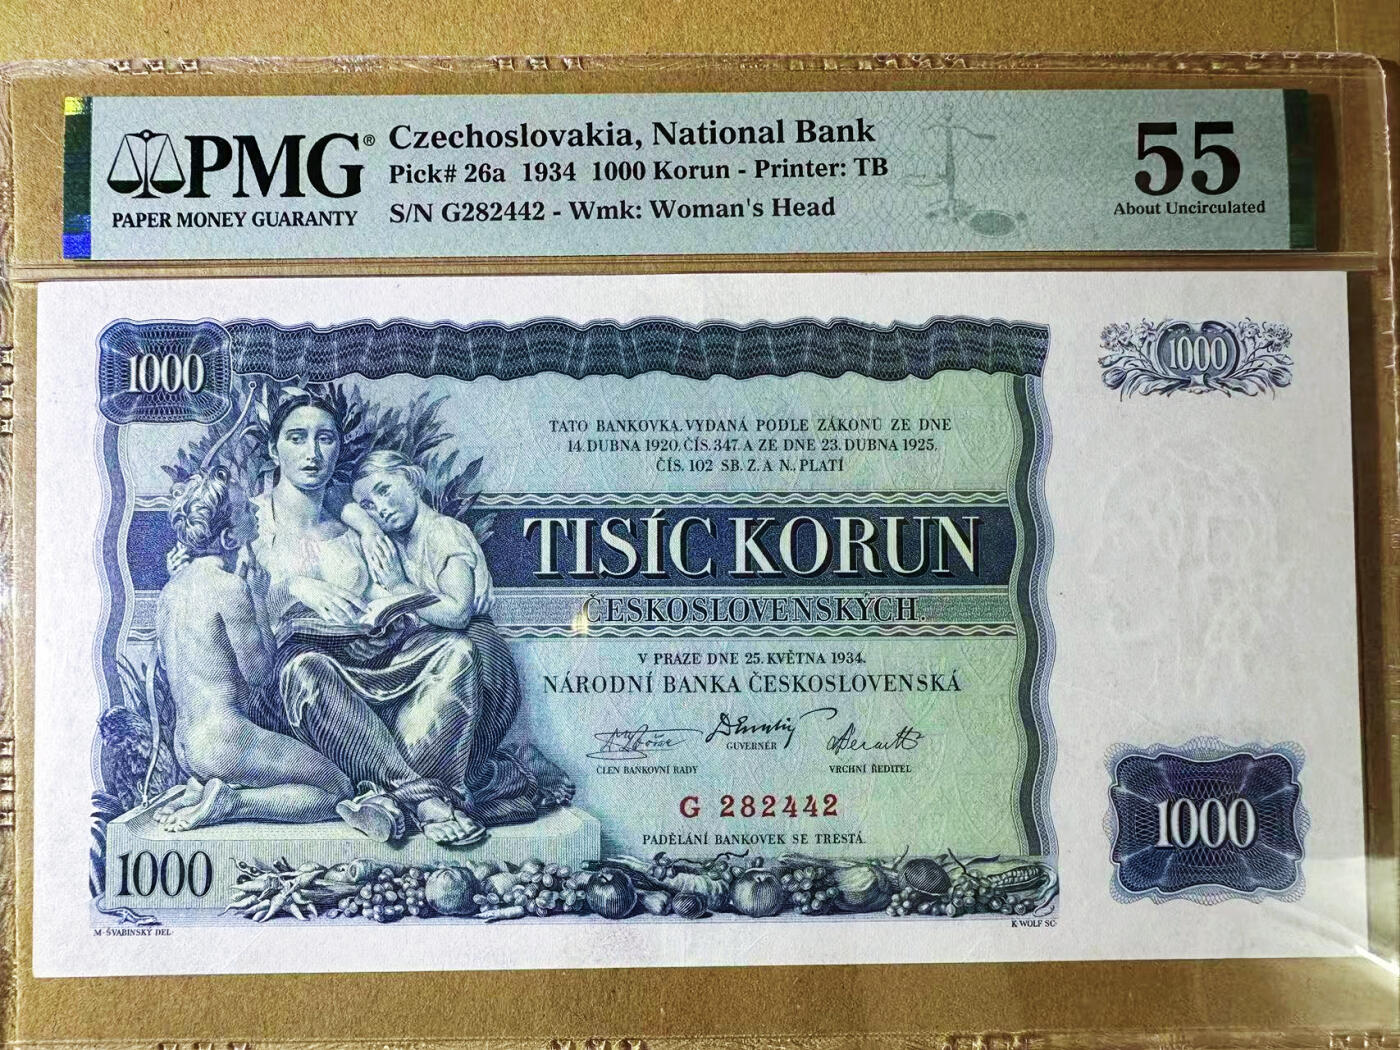 PMG®
PAPER MONEY GUARANTY
Czechoslovakia, National Bank
Pick# 26a 1934 1000 Korun - Printer: TB
S/N G282442 - Wmk: Woman's Head
55
About Uncirculated
1000
1000
TATO BANKOVKA, VYDANÁ PODLE ZÁKONŮ ZE DNE
14. DUBNA 1920, ČÍS. 347. A ZE DNE 23. DUBNA 1925,
ČÍS. 102 SB. Z. A N., PLATÍ
TISÍC KORUN
ČESKOSLOVENSKÝCH.
V PRAZE DNE 25. KVĚTNA 1934.
NÁRODNÍ BANKA ČESKOSLOVENSKÁ
ČLEN BANKOVNÍ RADY
GUVERNÉR
VRCHNÍ ŘEDITEL
G 282442
PADĚLÁNÍ BANKOVEK SE TRESTÁ.
1000
1000
M·ŠVABINSKÝ DEL·
K·WOLF SC·